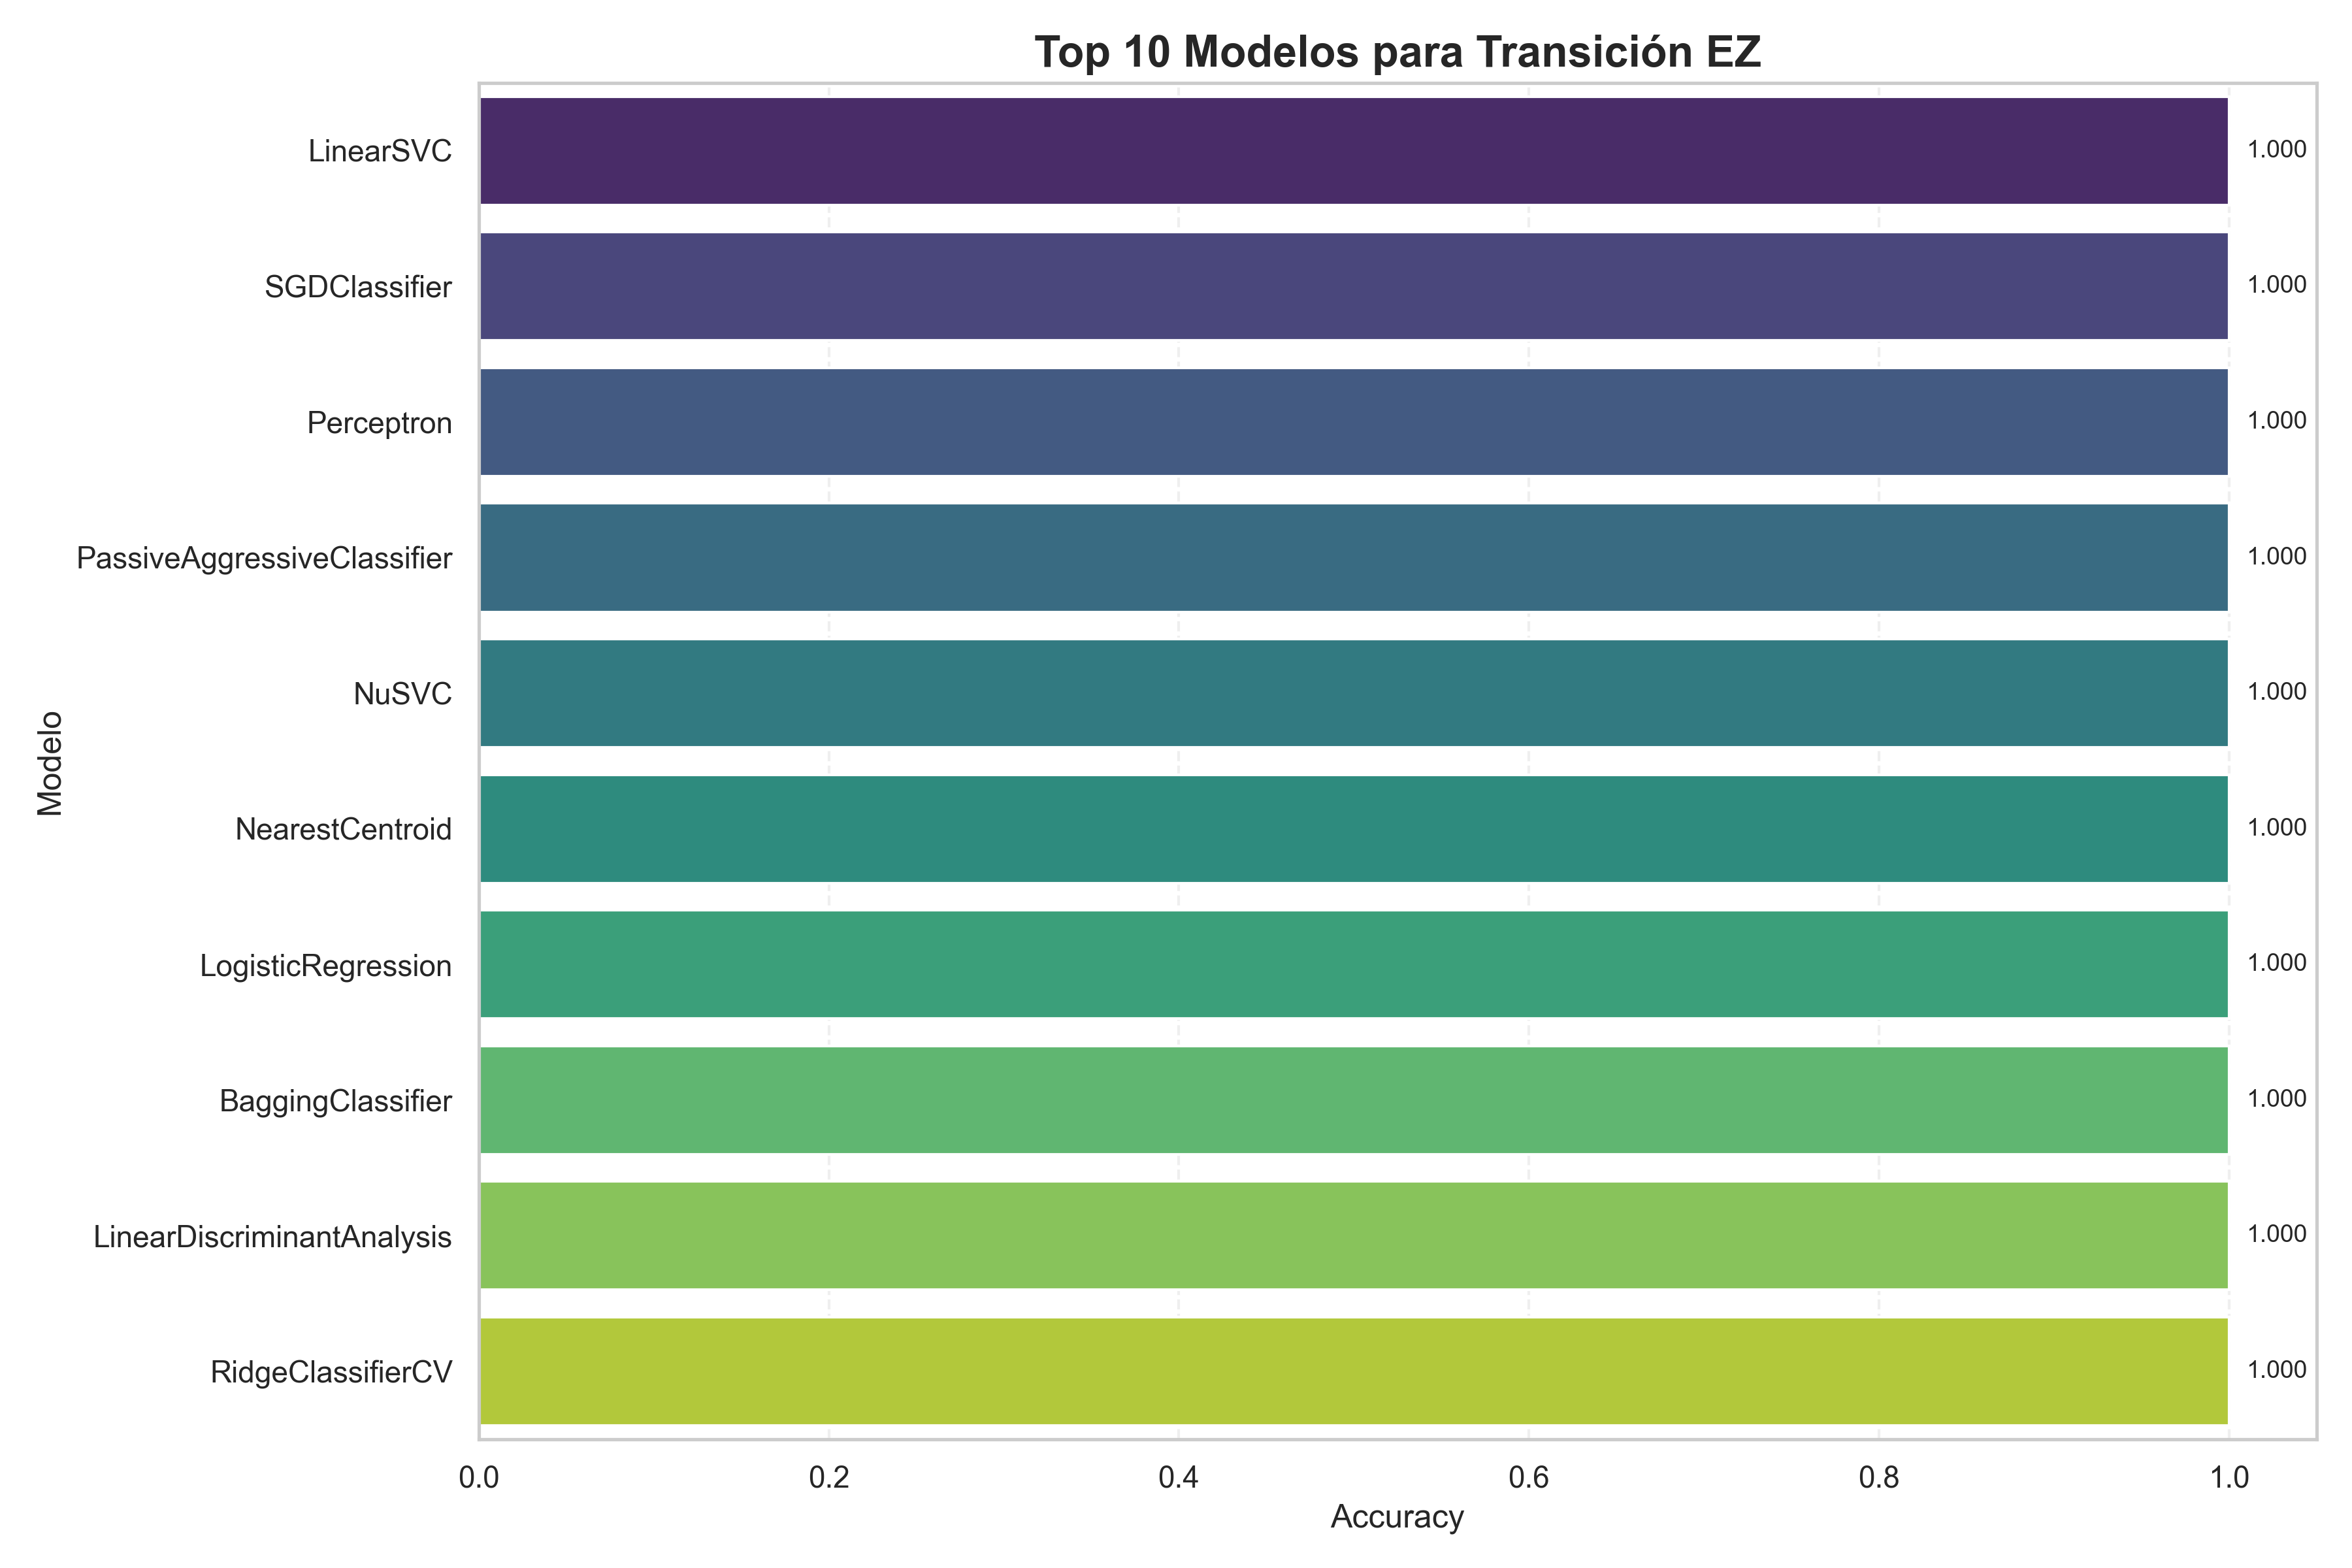 Top 10 Modelos para Transición EZ
LinearSVC
1.000
SGDClassifier
1.000
Perceptron
1.000
PassiveAggressiveClassifier
1.000
NuSVC
1.000
NearestCentroid
1.000
LogisticRegression
1.000
BaggingClassifier
1.000
LinearDiscriminantAnalysis
1.000
RidgeClassifierCV
1.000
Modelo
0.0 0.2 0.4 0.6 0.8 1.0
Accuracy